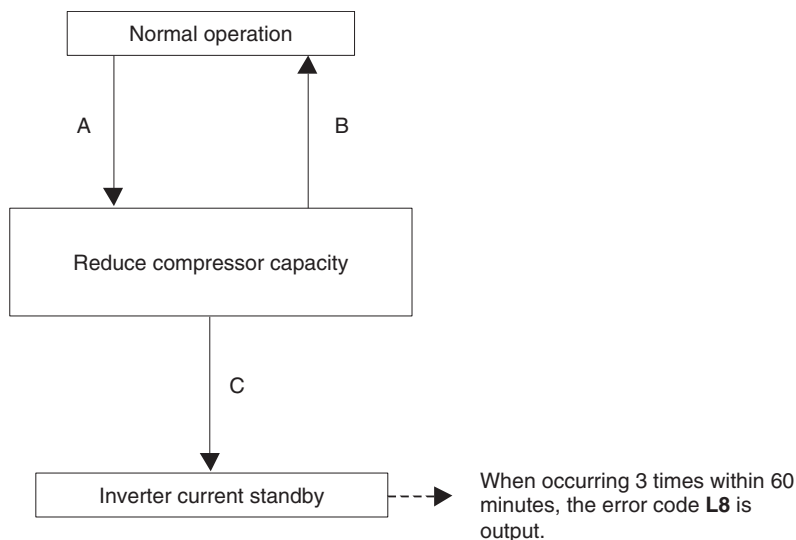 Normal operation
A
B
Reduce compressor capacity
C
Inverter current standby
When occurring 3 times within 60
minutes, the error code L8 is
output.